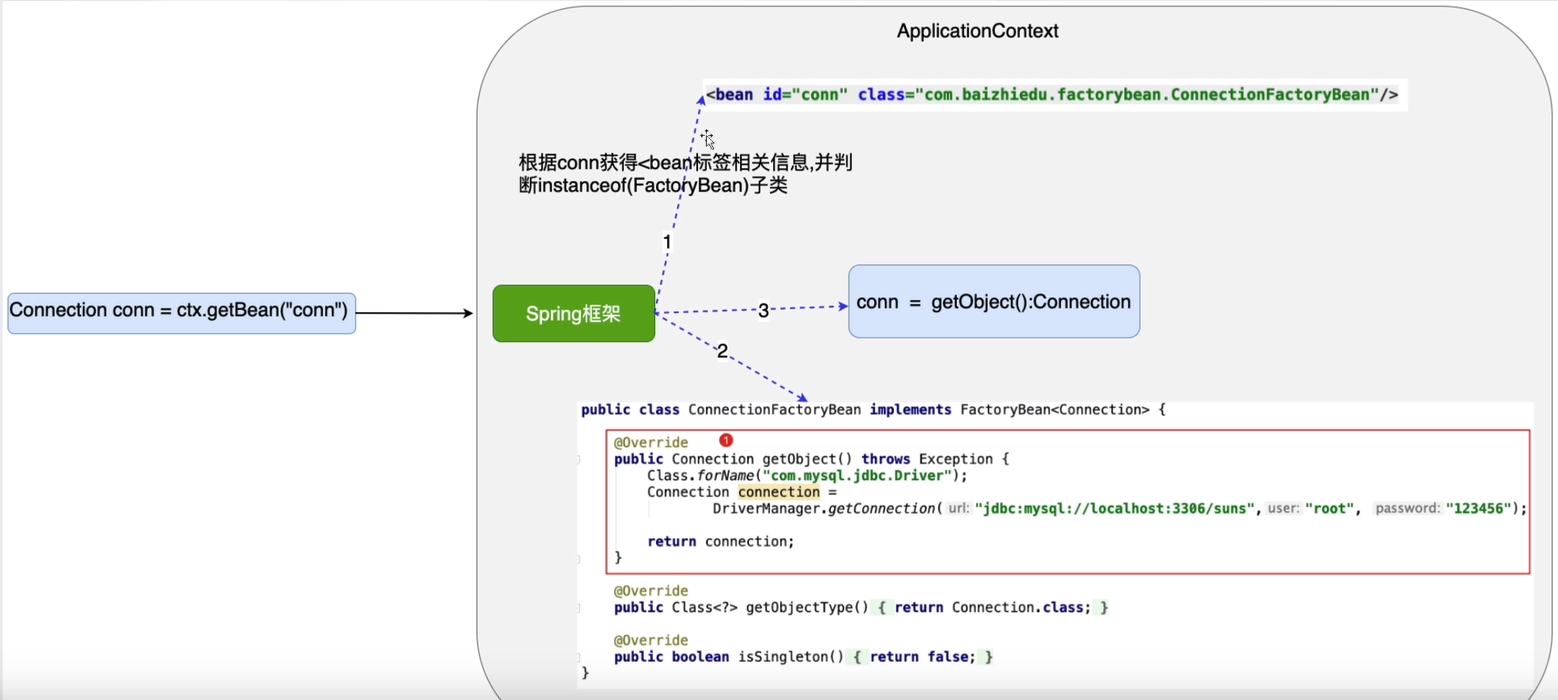 ApplicationContext
<bean id="conn" class="com.baizhiedu.factorybean.ConnectionFactoryBean"/>
根据conn获得<bean标签相关信息,并判
断instanceof(FactoryBean)子类
1
Connection conn = ctx.getBean("conn")
Spring框架
3
conn = getObject():Connection
2
public class ConnectionFactoryBean implements FactoryBean<Connection> {
@Override 1
public Connection getObject() throws Exception {
Class.forName("com.mysql.jdbc.Driver");
Connection connection =
DriverManager.getConnection( url: "jdbc:mysql://localhost:3306/suns", user: "root", password: "123456");
return connection;
}
@Override
public Class<?> getObjectType() { return Connection.class; }
@Override
public boolean isSingleton() { return false; }
}